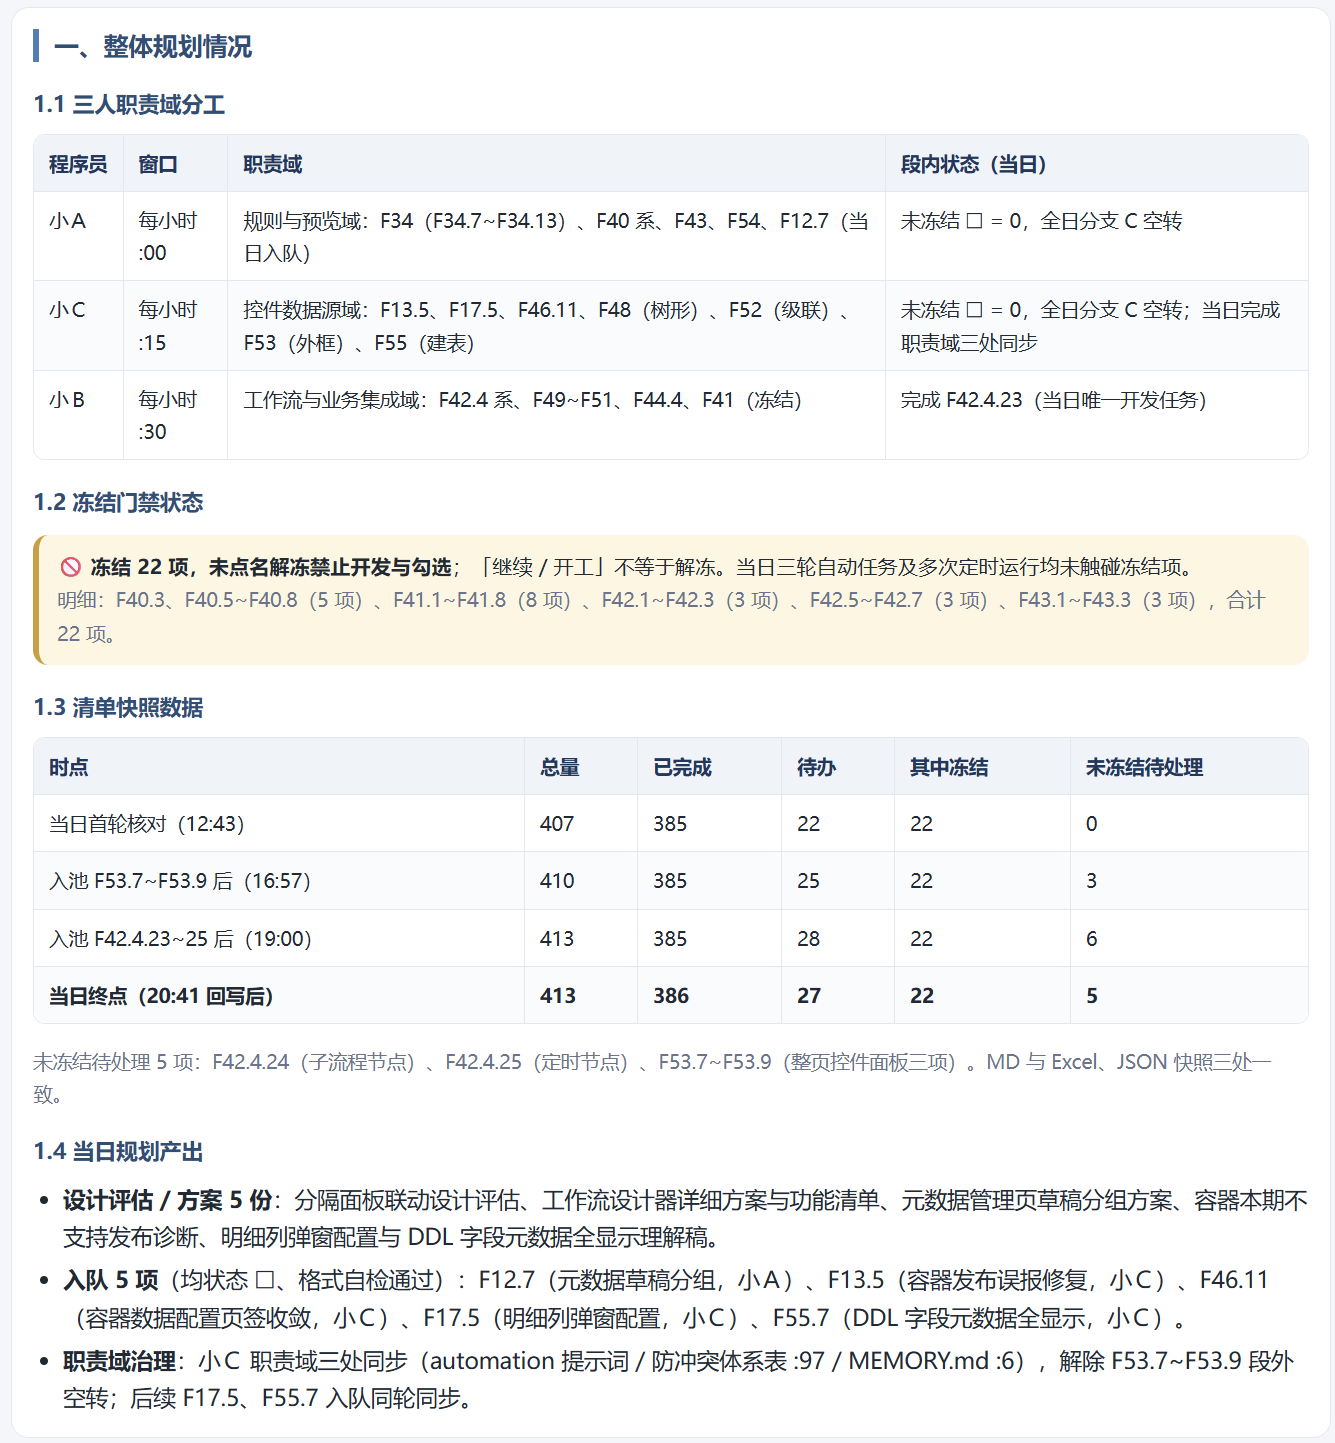 一、整体规划情况
1.1 三人职责域分工
程序员 窗口 职责域 段内状态（当日）
小A 每小时 :00 规则与预览域：F34（F34.7~F34.13）、F40 系、F43、F54、F12.7（当日入队） 未冻结 □ = 0，全日分支 C 空转
小C 每小时 :15 控件数据源域：F13.5、F17.5、F46.11、F48（树形）、F52（级联）、F53（外框）、F55（建表） 未冻结 □ = 0，全日分支 C 空转；当日完成职责域三处同步
小B 每小时 :30 工作流与业务集成域：F42.4 系、F49~F51、F44.4、F41（冻结） 完成 F42.4.23（当日唯一开发任务）
1.2 冻结门禁状态
🚫 冻结 22 项，未点名解冻禁止开发与勾选；「继续 / 开工」不等于解冻。当日三轮自动任务及多次定时运行均未触碰冻结项。
明细：F40.3、F40.5~F40.8（5 项）、F41.1~F41.8（8 项）、F42.1~F42.3（3 项）、F42.5~F42.7（3 项）、F43.1~F43.3（3 项），合计
22 项。
1.3 清单快照数据
时点 总量 已完成 待办 其中冻结 未冻结待处理
当日首轮核对（12:43） 407 385 22 22 0
入池 F53.7~F53.9 后（16:57） 410 385 25 22 3
入池 F42.4.23~25 后（19:00） 413 385 28 22 6
当日终点（20:41 回写后） 413 386 27 22 5
未冻结待处理 5 项：F42.4.24（子流程节点）、F42.4.25（定时节点）、F53.7~F53.9（整页控件面板三项）。MD 与 Excel、JSON 快照三处一
致。
1.4 当日规划产出
• 设计评估 / 方案 5 份：分隔面板联动设计评估、工作流设计器详细方案与功能清单、元数据管理页草稿分组方案、容器本期不
支持发布诊断、明细列弹窗配置与 DDL 字段元数据全显示理解稿。
• 入队 5 项（均状态 □、格式自检通过）：F12.7（元数据草稿分组，小A）、F13.5（容器发布误报修复，小C）、F46.11
（容器数据配置页签收敛，小C）、F17.5（明细列弹窗配置，小C）、F55.7（DDL 字段元数据全显示，小C）。
• 职责域治理：小C 职责域三处同步（automation 提示词 / 防冲突体系表 :97 / MEMORY.md :6），解除 F53.7~F53.9 段外
空转；后续 F17.5、F55.7 入队同轮同步。